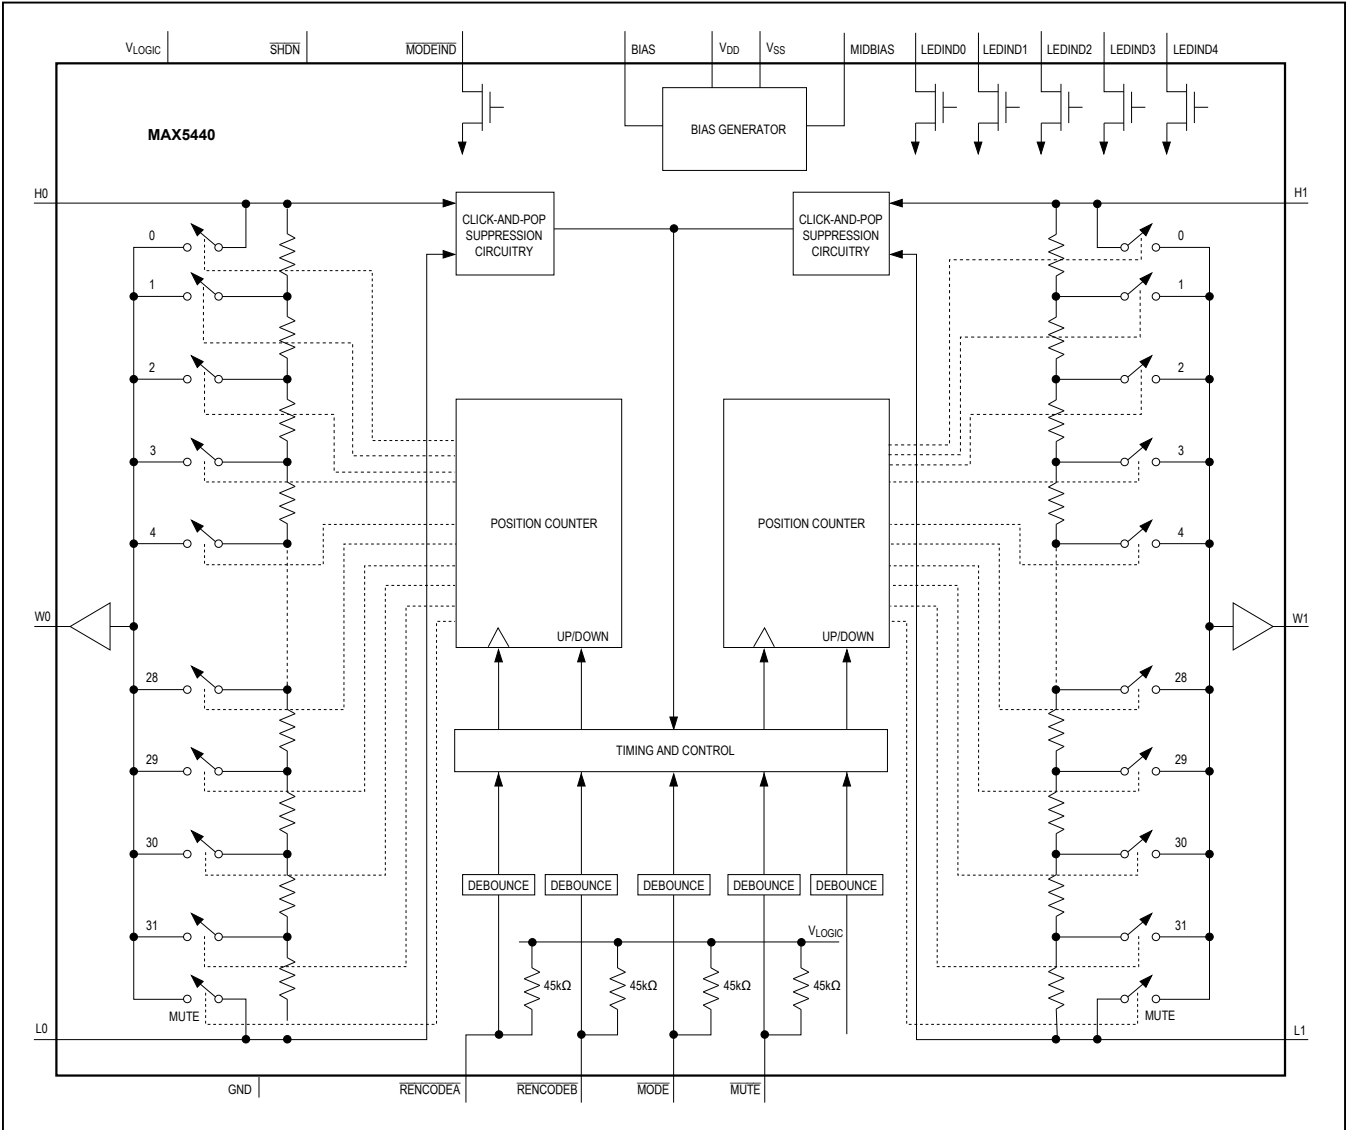 VLOGIC SHDN MODEIND BIAS VDD VSS MIDBIAS LEDIND0 LEDIND1 LEDIND2 LEDIND3 LEDIND4
MAX5440
BIAS GENERATOR
H0
H1
CLICK-AND-POP
SUPPRESSION
CIRCUITRY
CLICK-AND-POP
SUPPRESSION
CIRCUITRY
0
0
1
1
2
2
3
3
4
4
POSITION COUNTER
POSITION COUNTER
W0
UP/DOWN
UP/DOWN
W1
28
28
TIMING AND CONTROL
29
29
30
30
DEBOUNCE DEBOUNCE DEBOUNCE DEBOUNCE DEBOUNCE
31
31
VLOGIC
45kΩ 45kΩ 45kΩ 45kΩ
MUTE
MUTE
L0
L1
GND RENCODEA RENCODEB MODE MUTE